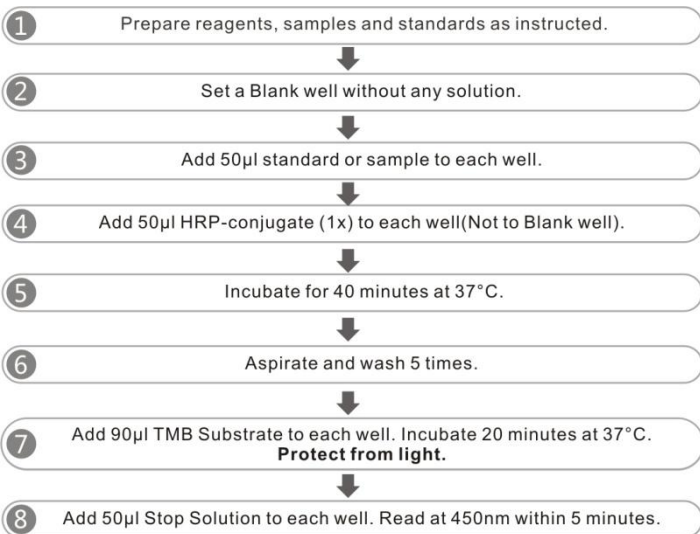 1 Prepare reagents, samples and standards as instructed.
2 Set a Blank well without any solution.
3 Add 50μl standard or sample to each well.
4 Add 50μl HRP-conjugate (1x) to each well(Not to Blank well).
5 Incubate for 40 minutes at 37°C.
6 Aspirate and wash 5 times.
7 Add 90μl TMB Substrate to each well. Incubate 20 minutes at 37°C.
Protect from light.
8 Add 50μl Stop Solution to each well. Read at 450nm within 5 minutes.